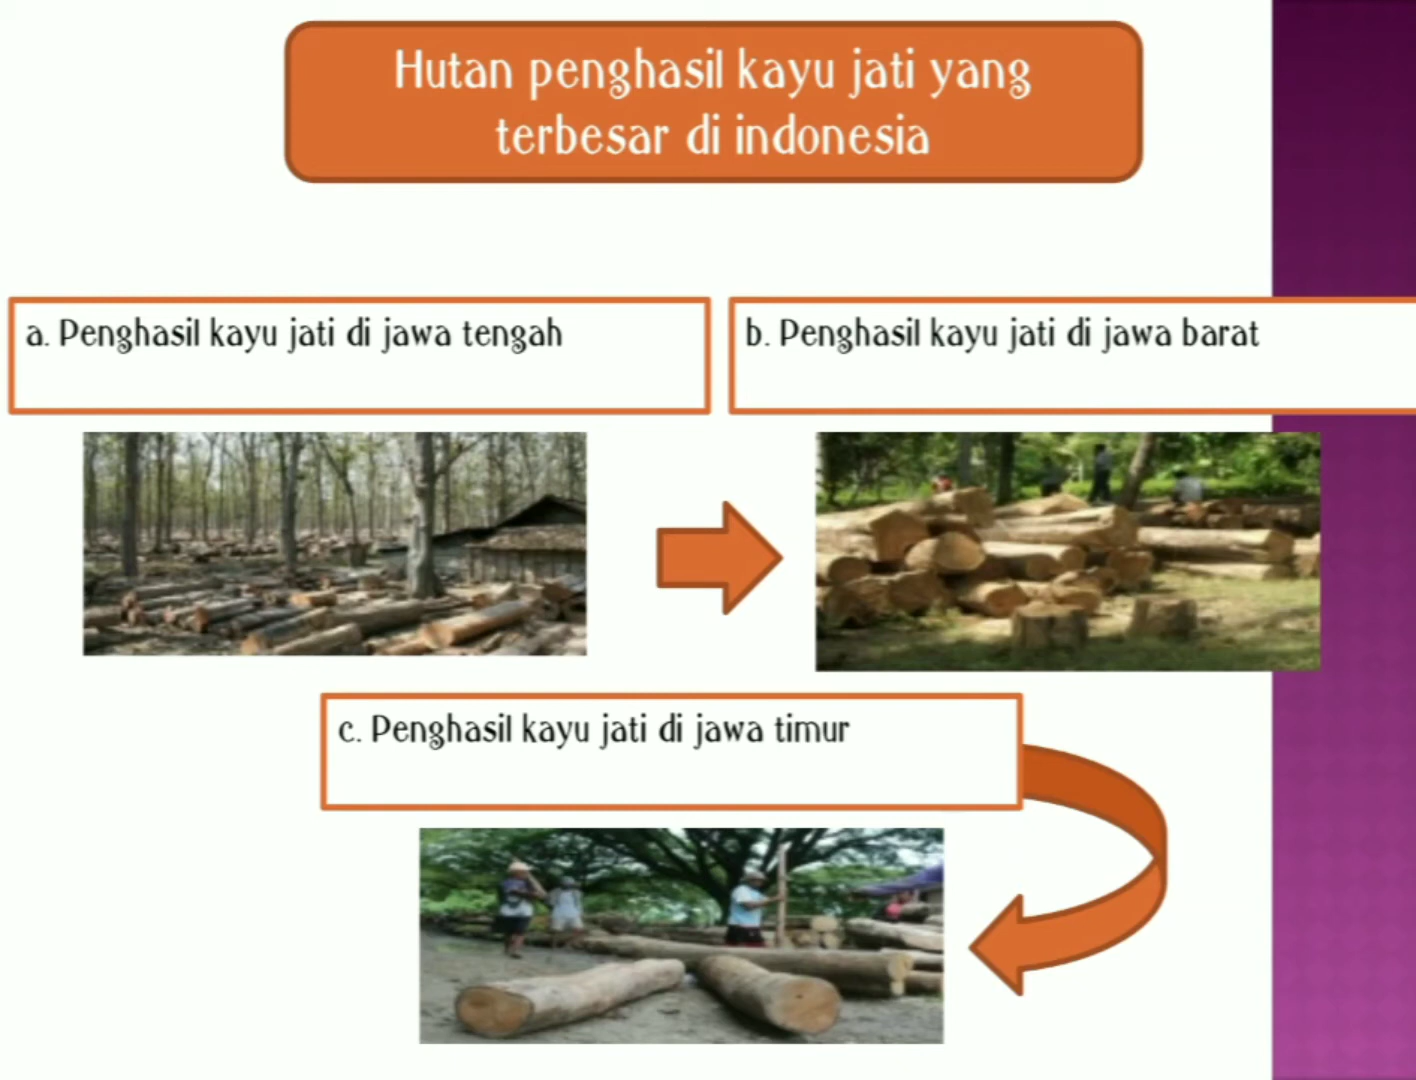 Hutan penghasil kayu jati yang
terbesar di indonesia
a. Penghasil kayu jati di jawa tengah
b. Penghasil kayu jati di jawa barat
c. Penghasil kayu jati di jawa timur